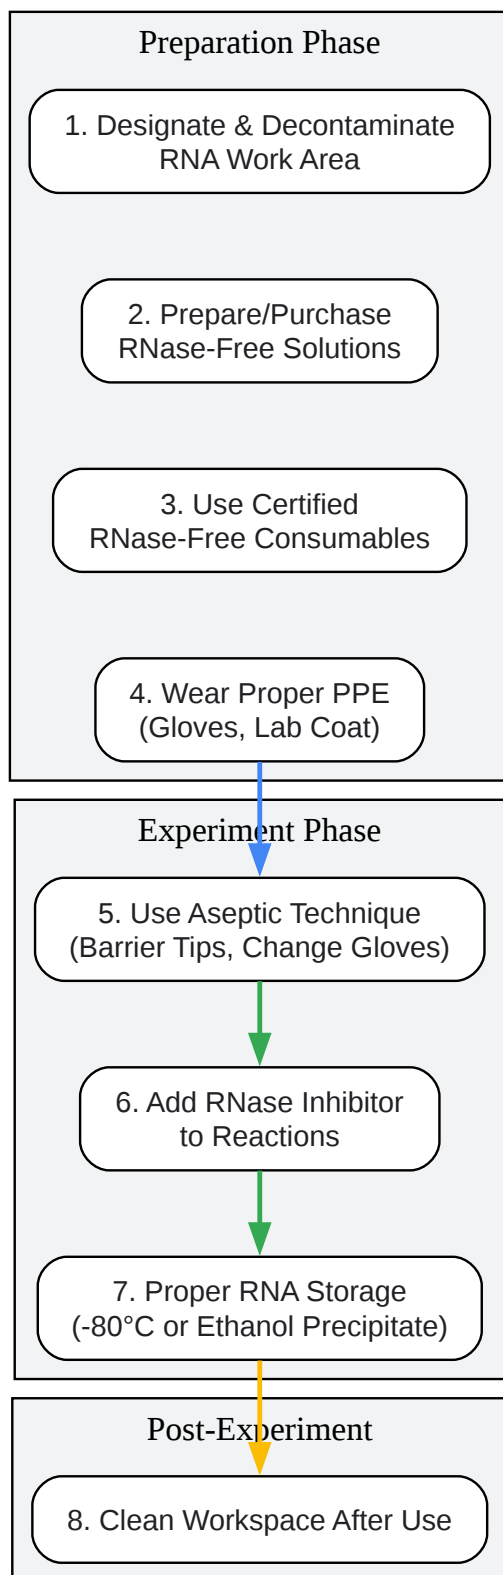 Preparation Phase
1. Designate & Decontaminate
RNA Work Area
2. Prepare/Purchase
RNase-Free Solutions
3. Use Certified
RNase-Free Consumables
4. Wear Proper PPE
(Gloves, Lab Coat)
Experiment Phase
5. Use Aseptic Technique
(Barrier Tips, Change Gloves)
6. Add RNase Inhibitor
to Reactions
7. Proper RNA Storage
(-80°C or Ethanol Precipitate)
Post-Experiment
8. Clean Workspace After Use